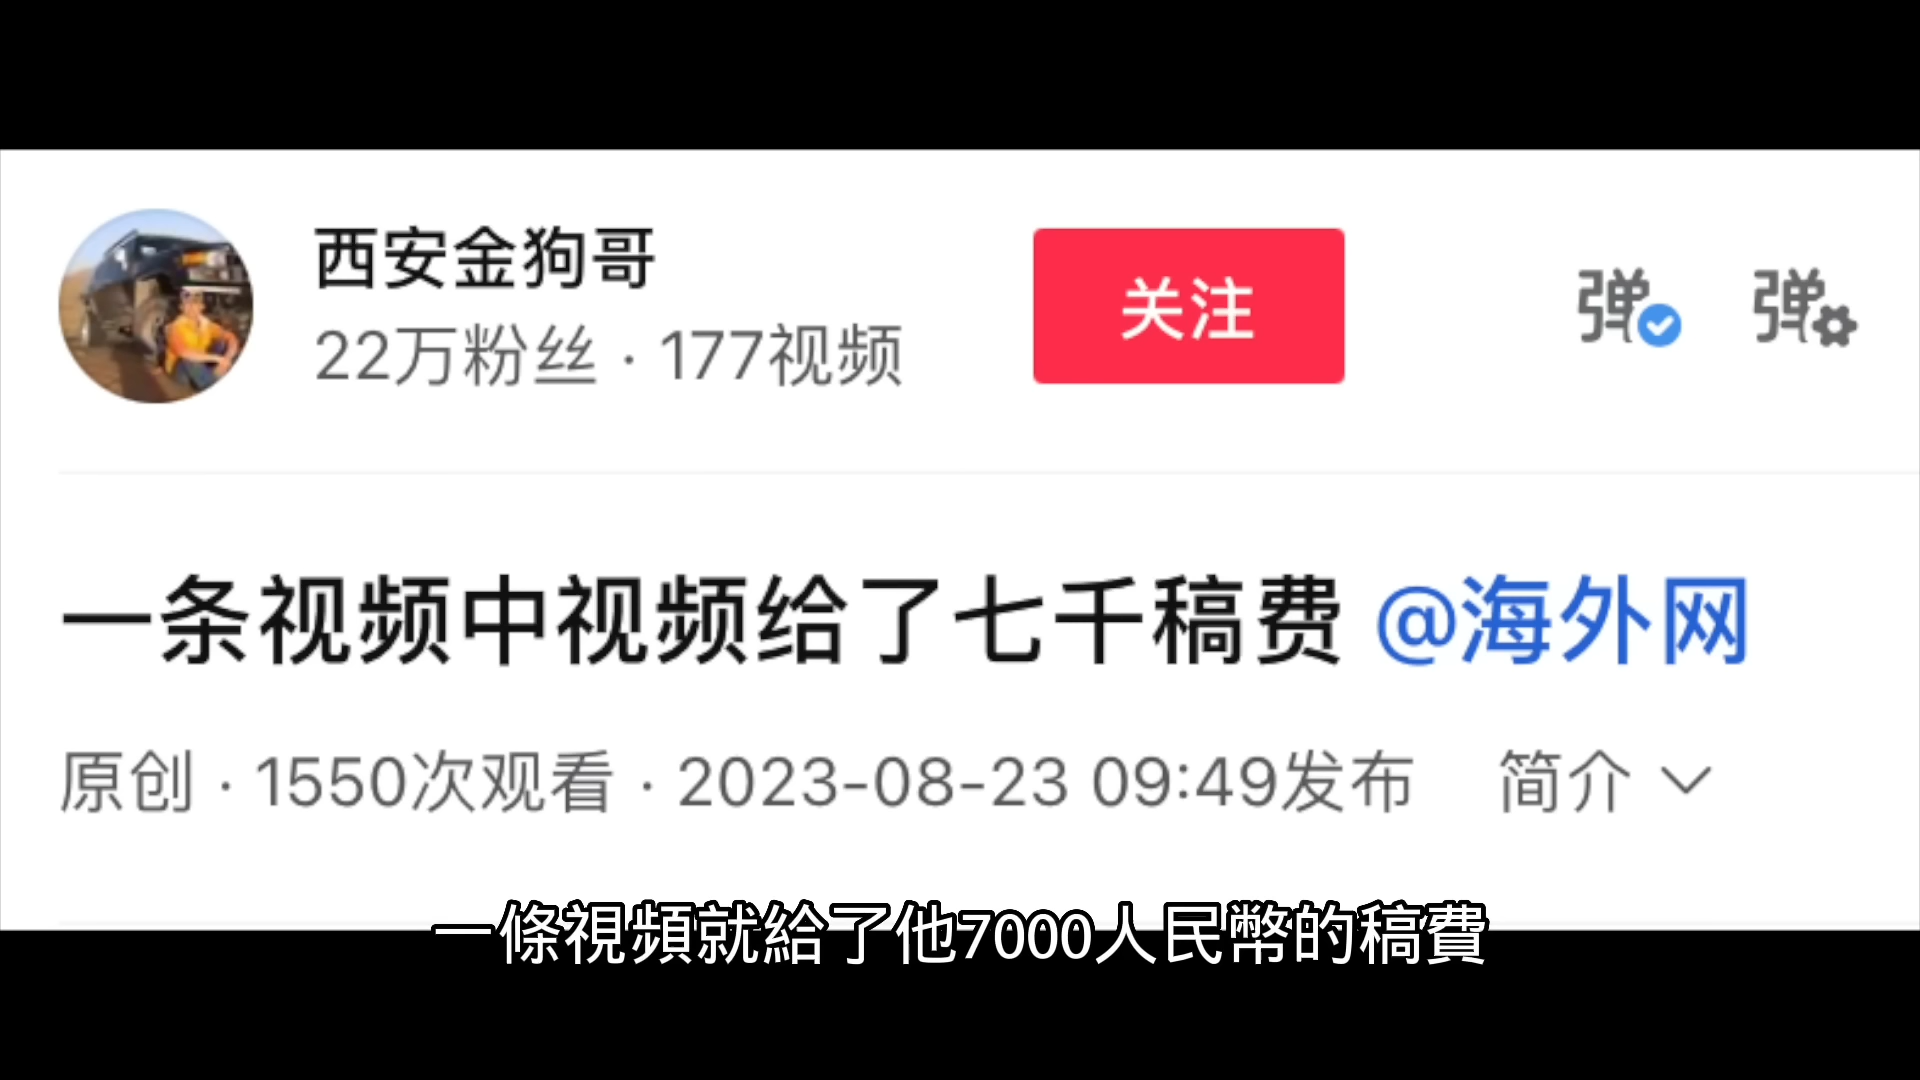 西安金狗哥
22万粉丝 · 177视频
关注
弹
弹
一条视频中视频给了七千稿费 @海外网
原创 · 1550次观看 · 2023-08-23 09:49发布 简介
一條視頻就給了他7000人民幣的稿費